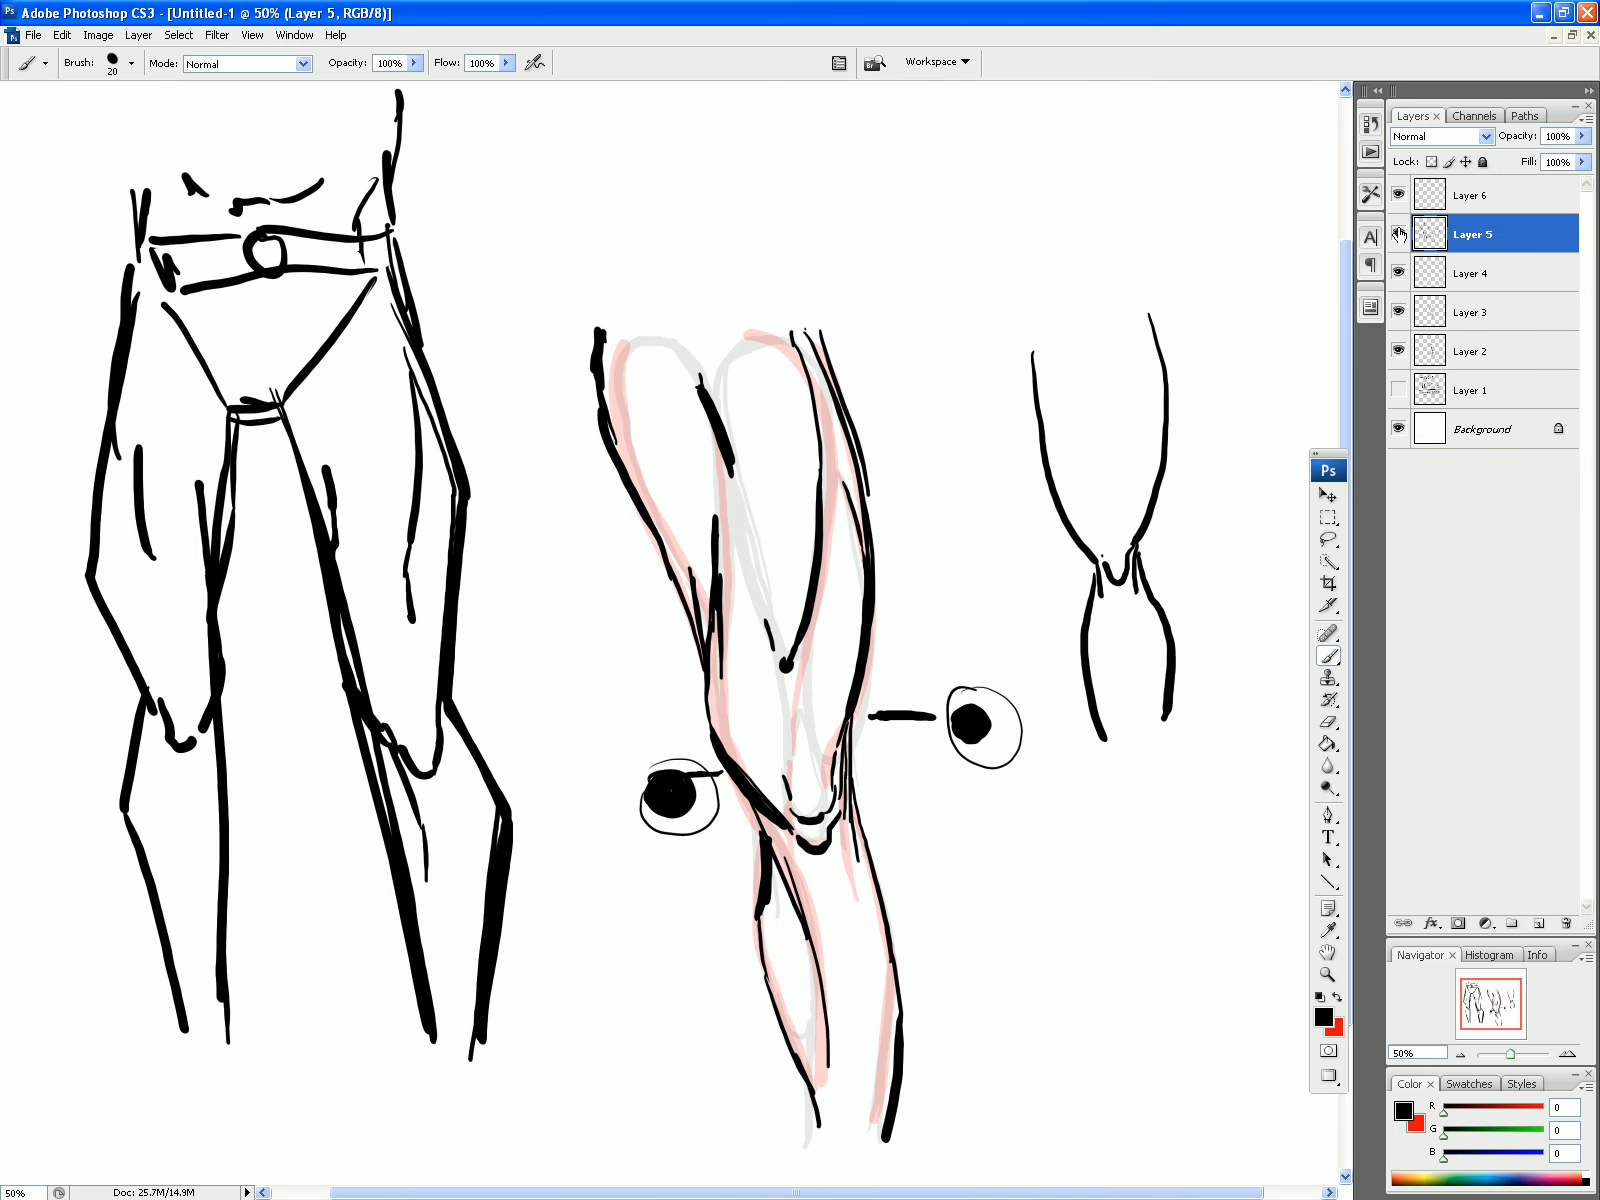 Adobe Photoshop CS3 - [Untitled-1 @ 50% (Layer 5, RGB/8)]
File Edit Image Layer Select Filter View Window Help
Brush: 20 Mode: Normal Opacity: 100% Flow: 100% Workspace
Layers Channels Paths
Normal Opacity: 100%
Lock: Fill: 100%
Layer 6
Layer 5
Layer 4
Layer 3
Layer 2
Layer 1
Background
Ps
Navigator Histogram Info
50%
Color Swatches Styles
R 0
G 0
B 0
50% Doc: 25.7M/14.9M